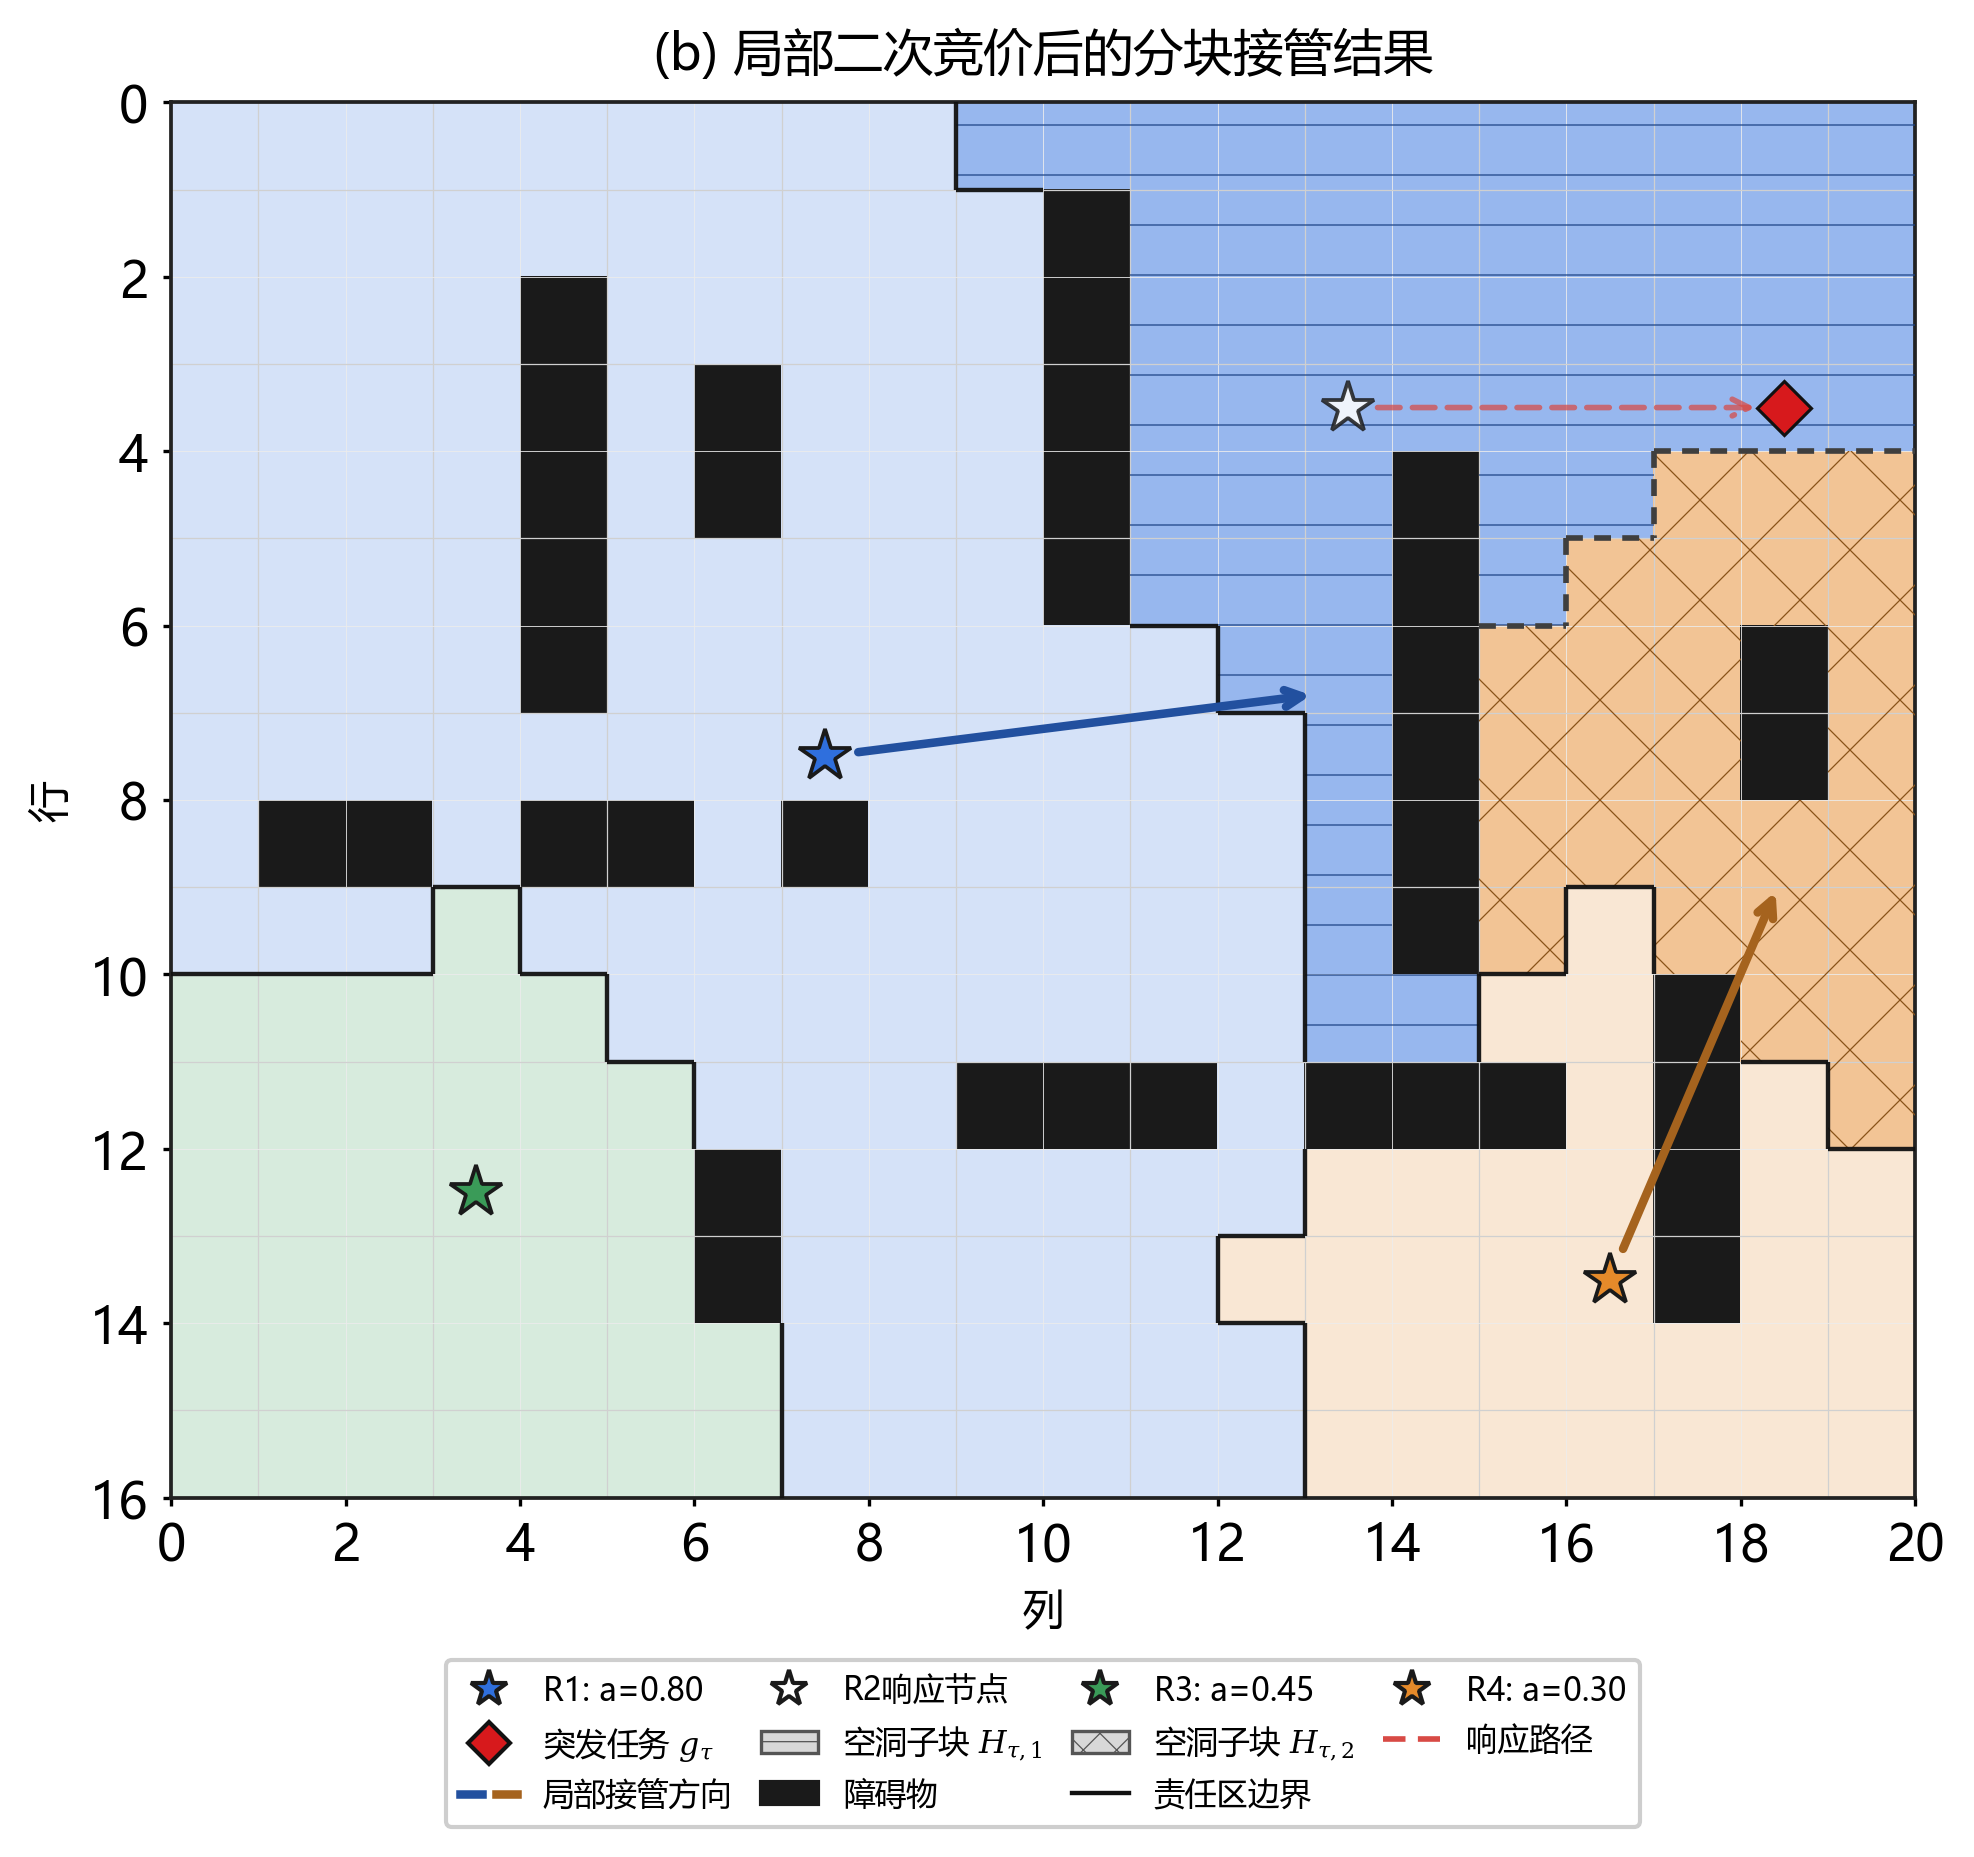 (b) 局部二次竞价后的分块接管结果
0
2
4
6
8
10
12
14
16
行
0 2 4 6 8 10 12 14 16 18 20
列
R1: a=0.80 R2响应节点 R3: a=0.45 R4: a=0.30
突发任务 gτ 空洞子块 Hτ,1 空洞子块 Hτ,2 响应路径
局部接管方向 障碍物 责任区边界